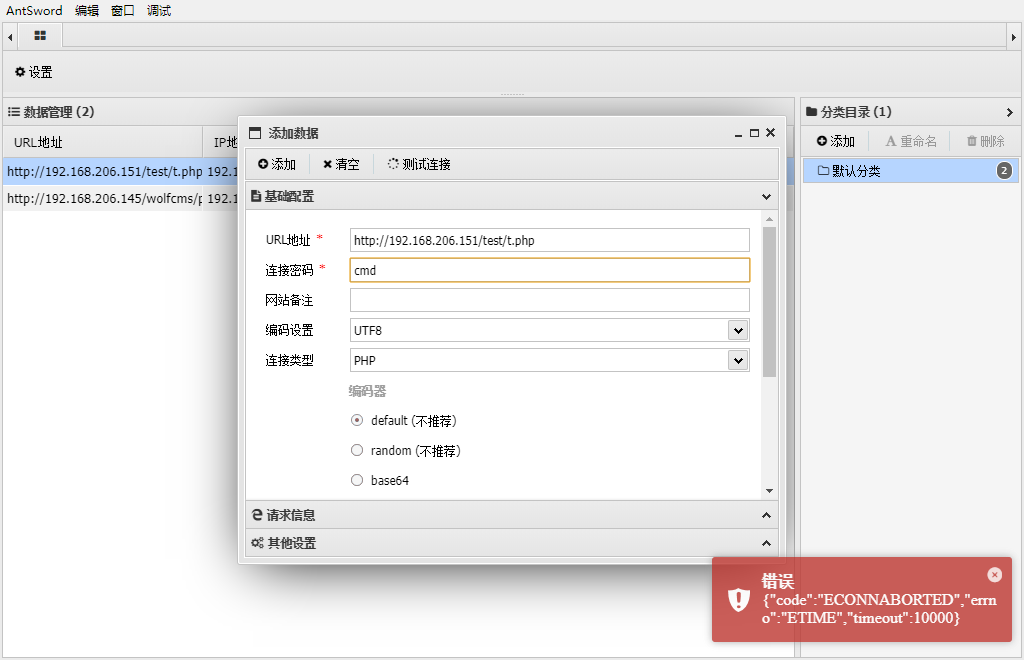 AntSword 编辑 窗口 调试
设置
数据管理 (2)
URL地址 IP地
http://192.168.206.151/test/t.php 192.1
http://192.168.206.145/wolfcms/p 192.1
添加数据
添加 清空 测试连接
基础配置
URL地址 * http://192.168.206.151/test/t.php
连接密码 * cmd
网站备注
编码设置 UTF8
连接类型 PHP
编码器
default (不推荐)
random (不推荐)
base64
请求信息
其他设置
分类目录 (1)
添加 A 重命名 删除
默认分类 2
错误
{"code":"ECONNABORTED","errn
o":"ETIME","timeout":10000}